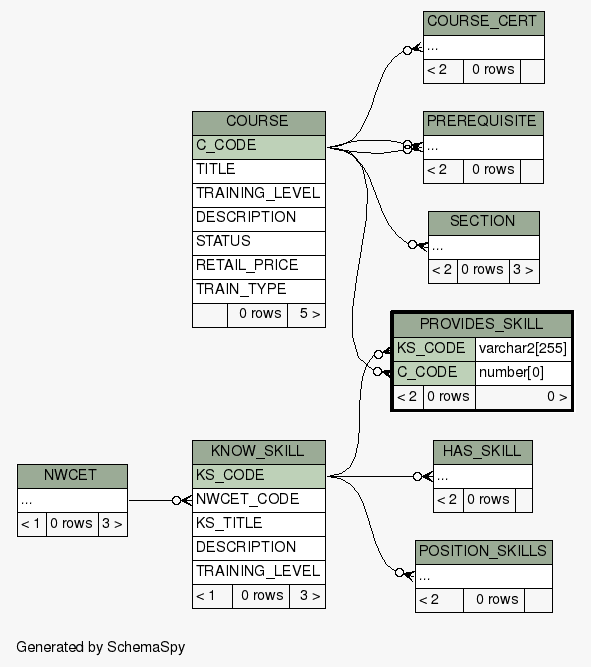 COURSE_CERT
...
< 2 0 rows
COURSE
C_CODE
TITLE
TRAINING_LEVEL
DESCRIPTION
STATUS
RETAIL_PRICE
TRAIN_TYPE
0 rows 5 >
PREREQUISITE
...
< 2 0 rows
SECTION
...
< 2 0 rows 3 >
PROVIDES_SKILL
KS_CODE varchar2[255]
C_CODE number[0]
< 2 0 rows 0 >
NWCET
...
< 1 0 rows 3 >
KNOW_SKILL
KS_CODE
NWCET_CODE
KS_TITLE
DESCRIPTION
TRAINING_LEVEL
< 1 0 rows 3 >
HAS_SKILL
...
< 2 0 rows
POSITION_SKILLS
...
< 2 0 rows
Generated by SchemaSpy